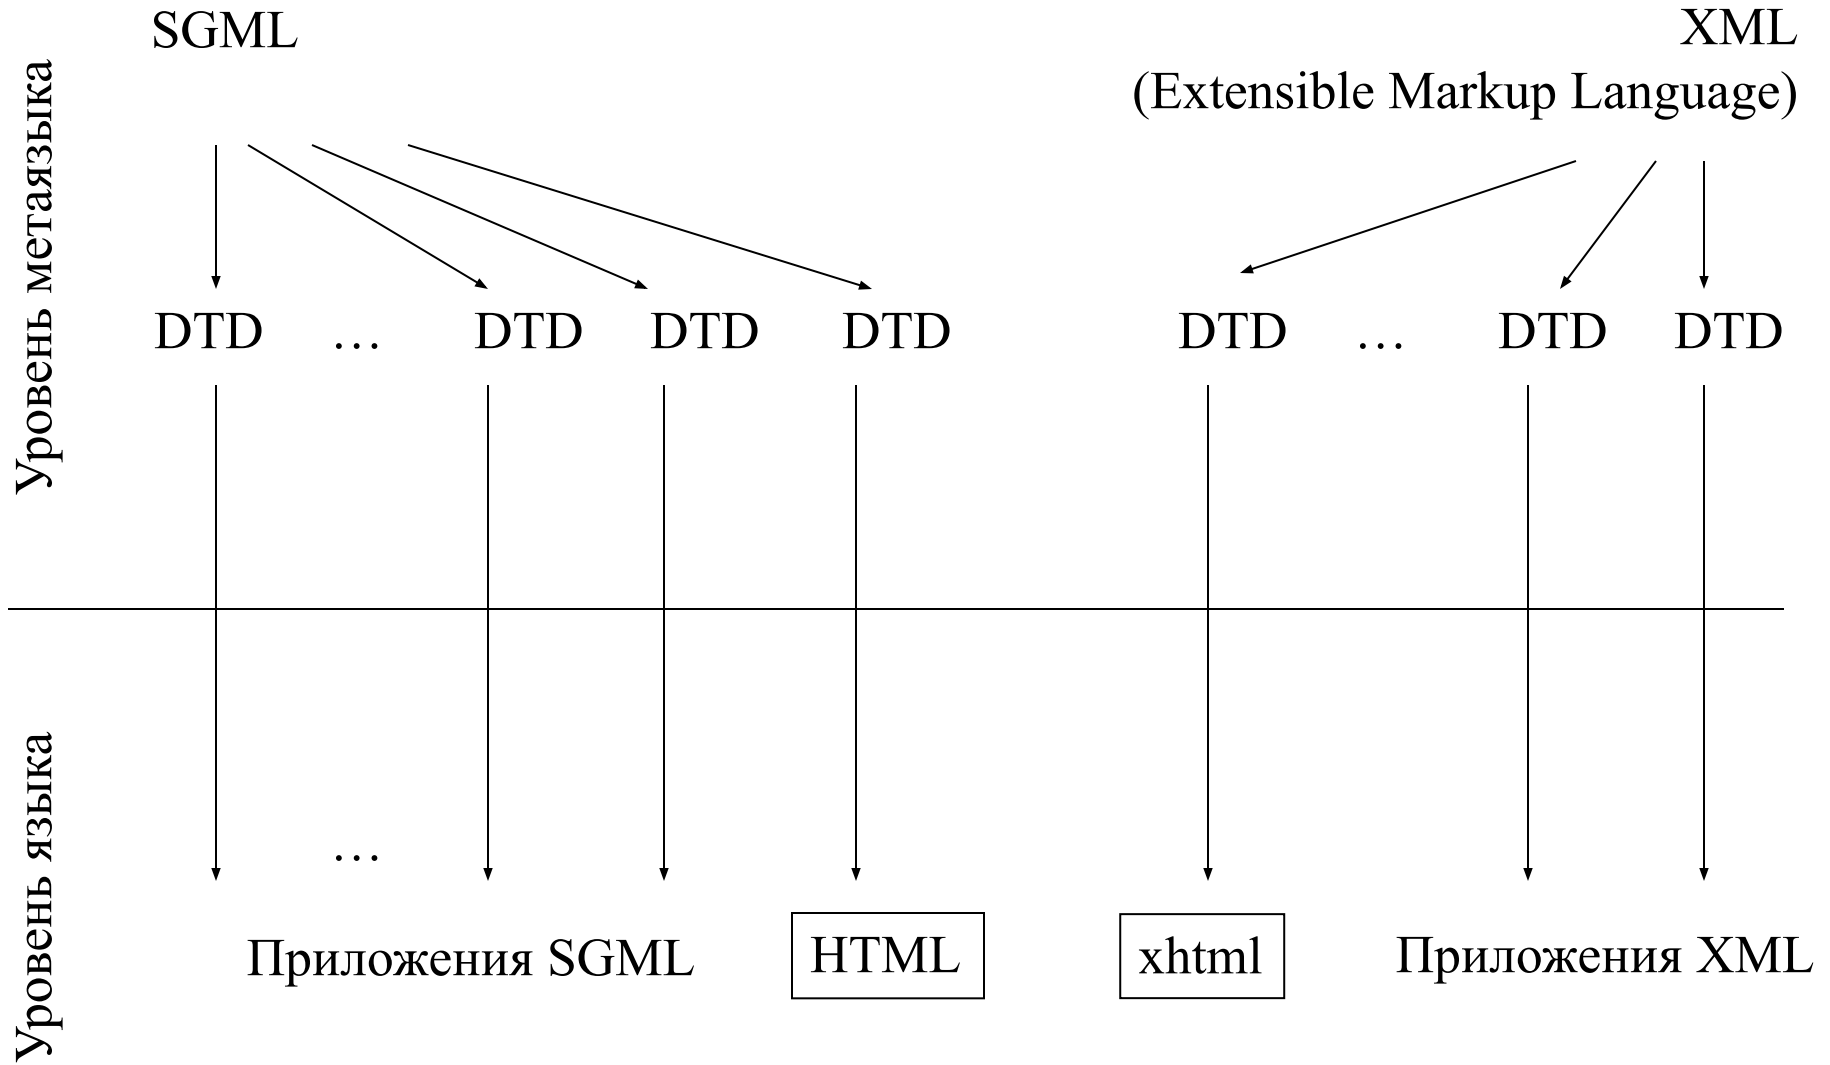 SGML
XML
(Extensible Markup Language)
Уровень метаязыка
DTD … DTD DTD DTD DTD … DTD DTD
Уровень языка
…
Приложения SGML HTML xhtml Приложения XML